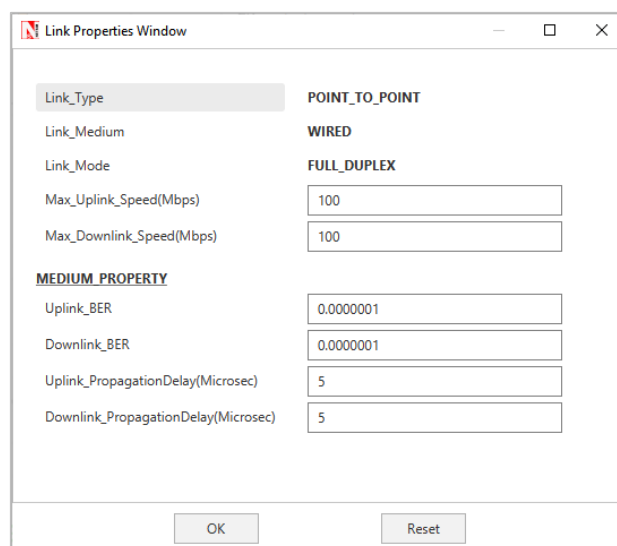 Link Properties Window
Link_Type POINT_TO_POINT
Link_Medium WIRED
Link_Mode FULL_DUPLEX
Max_Uplink_Speed(Mbps) 100
Max_Downlink_Speed(Mbps) 100
MEDIUM_PROPERTY
Uplink_BER 0.0000001
Downlink_BER 0.0000001
Uplink_PropagationDelay(Microsec) 5
Downlink_PropagationDelay(Microsec) 5
OK Reset